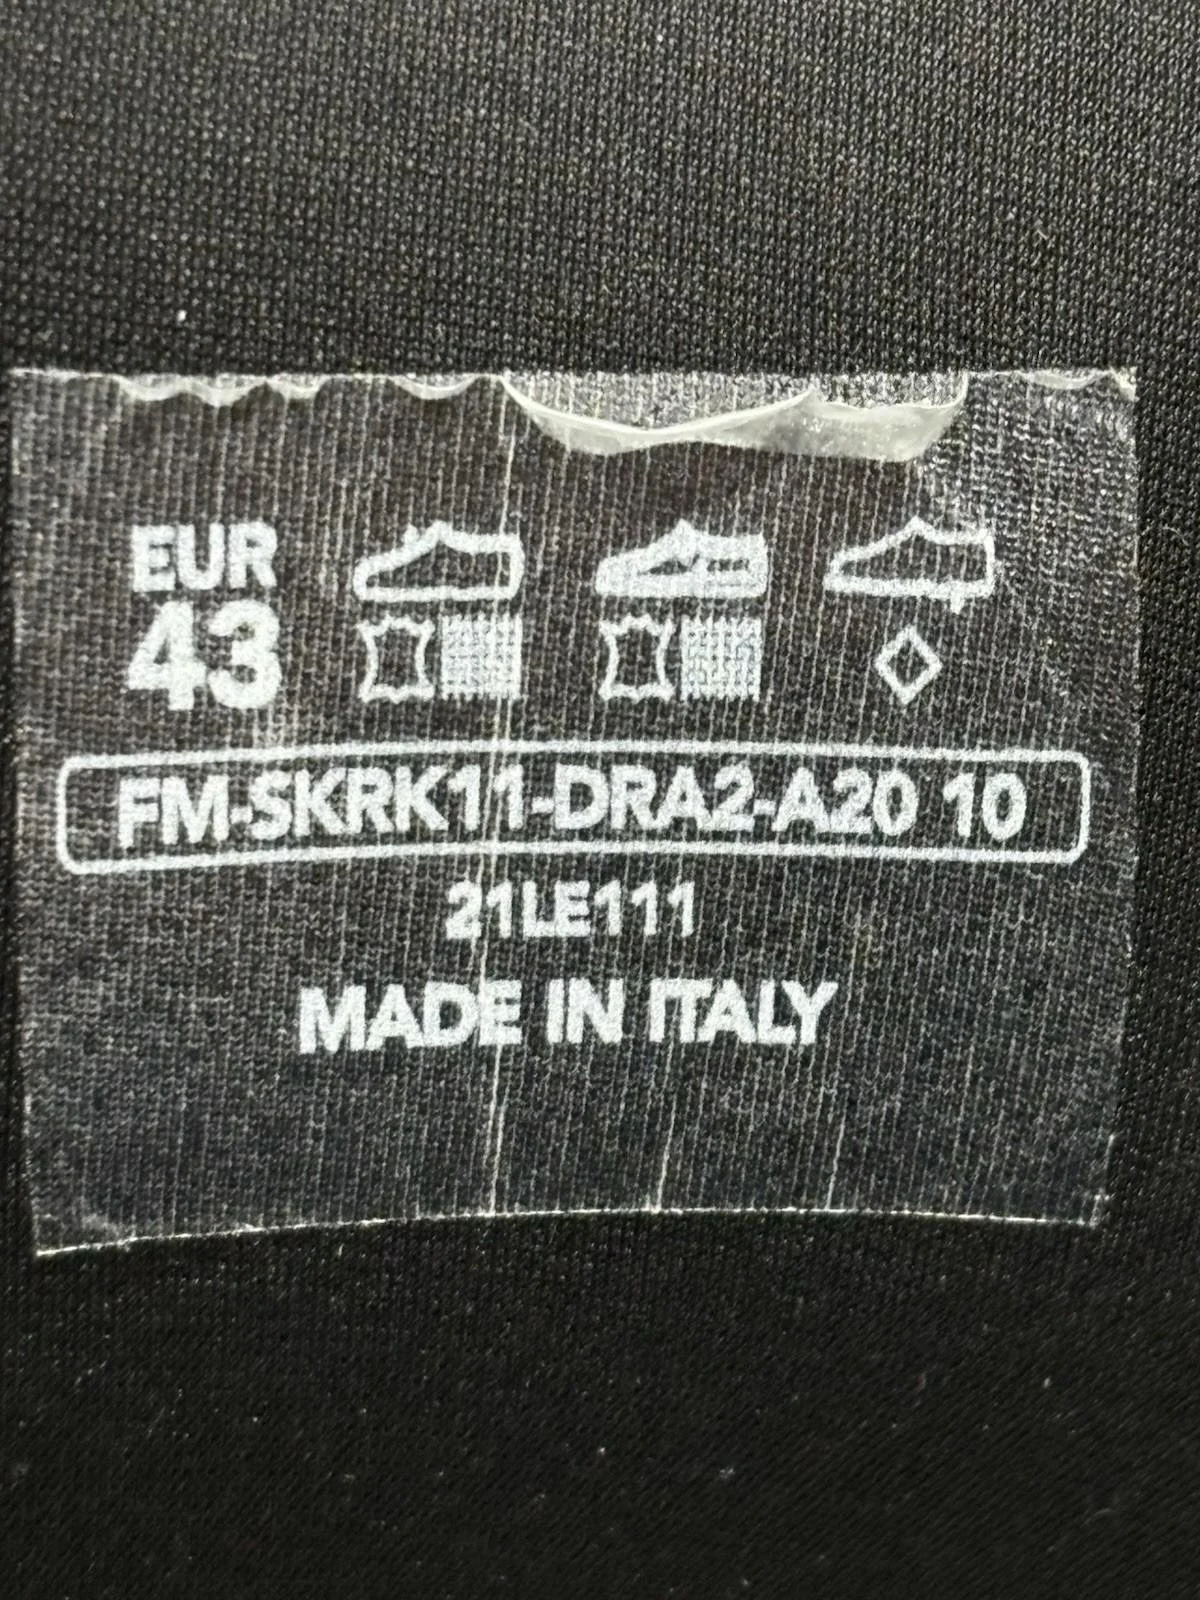 EUR
43
FM-SKRK11-DRA2-A20 10
21LE111
MADE IN ITALY